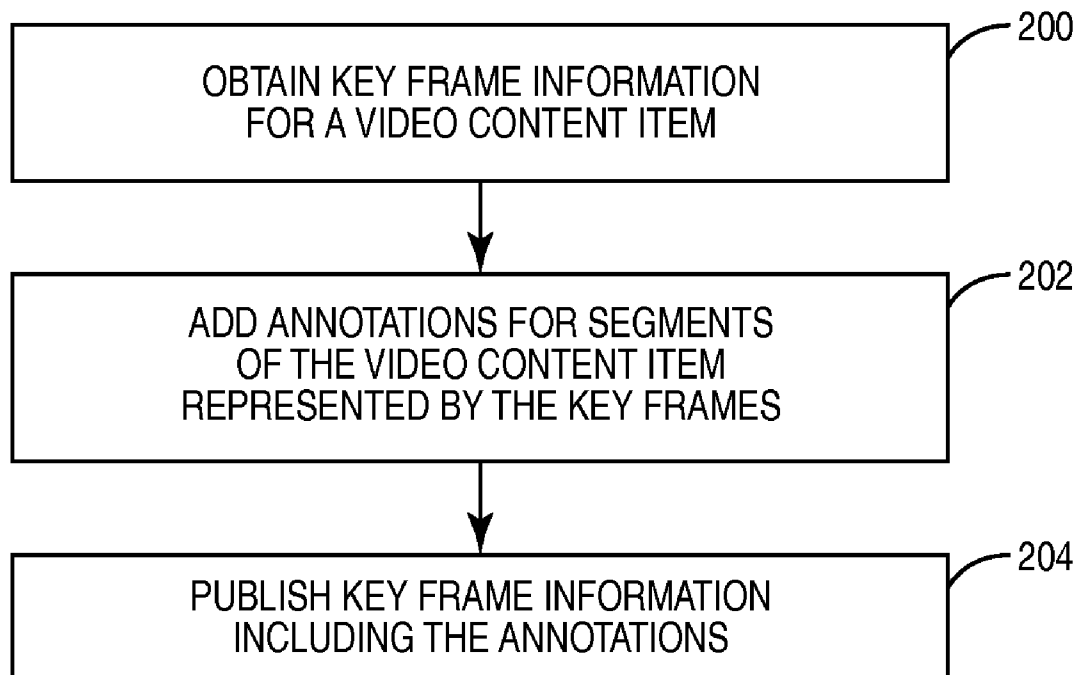 200
OBTAIN KEY FRAME INFORMATION
FOR A VIDEO CONTENT ITEM
202
ADD ANNOTATIONS FOR SEGMENTS
OF THE VIDEO CONTENT ITEM
REPRESENTED BY THE KEY FRAMES
204
PUBLISH KEY FRAME INFORMATION
INCLUDING THE ANNOTATIONS